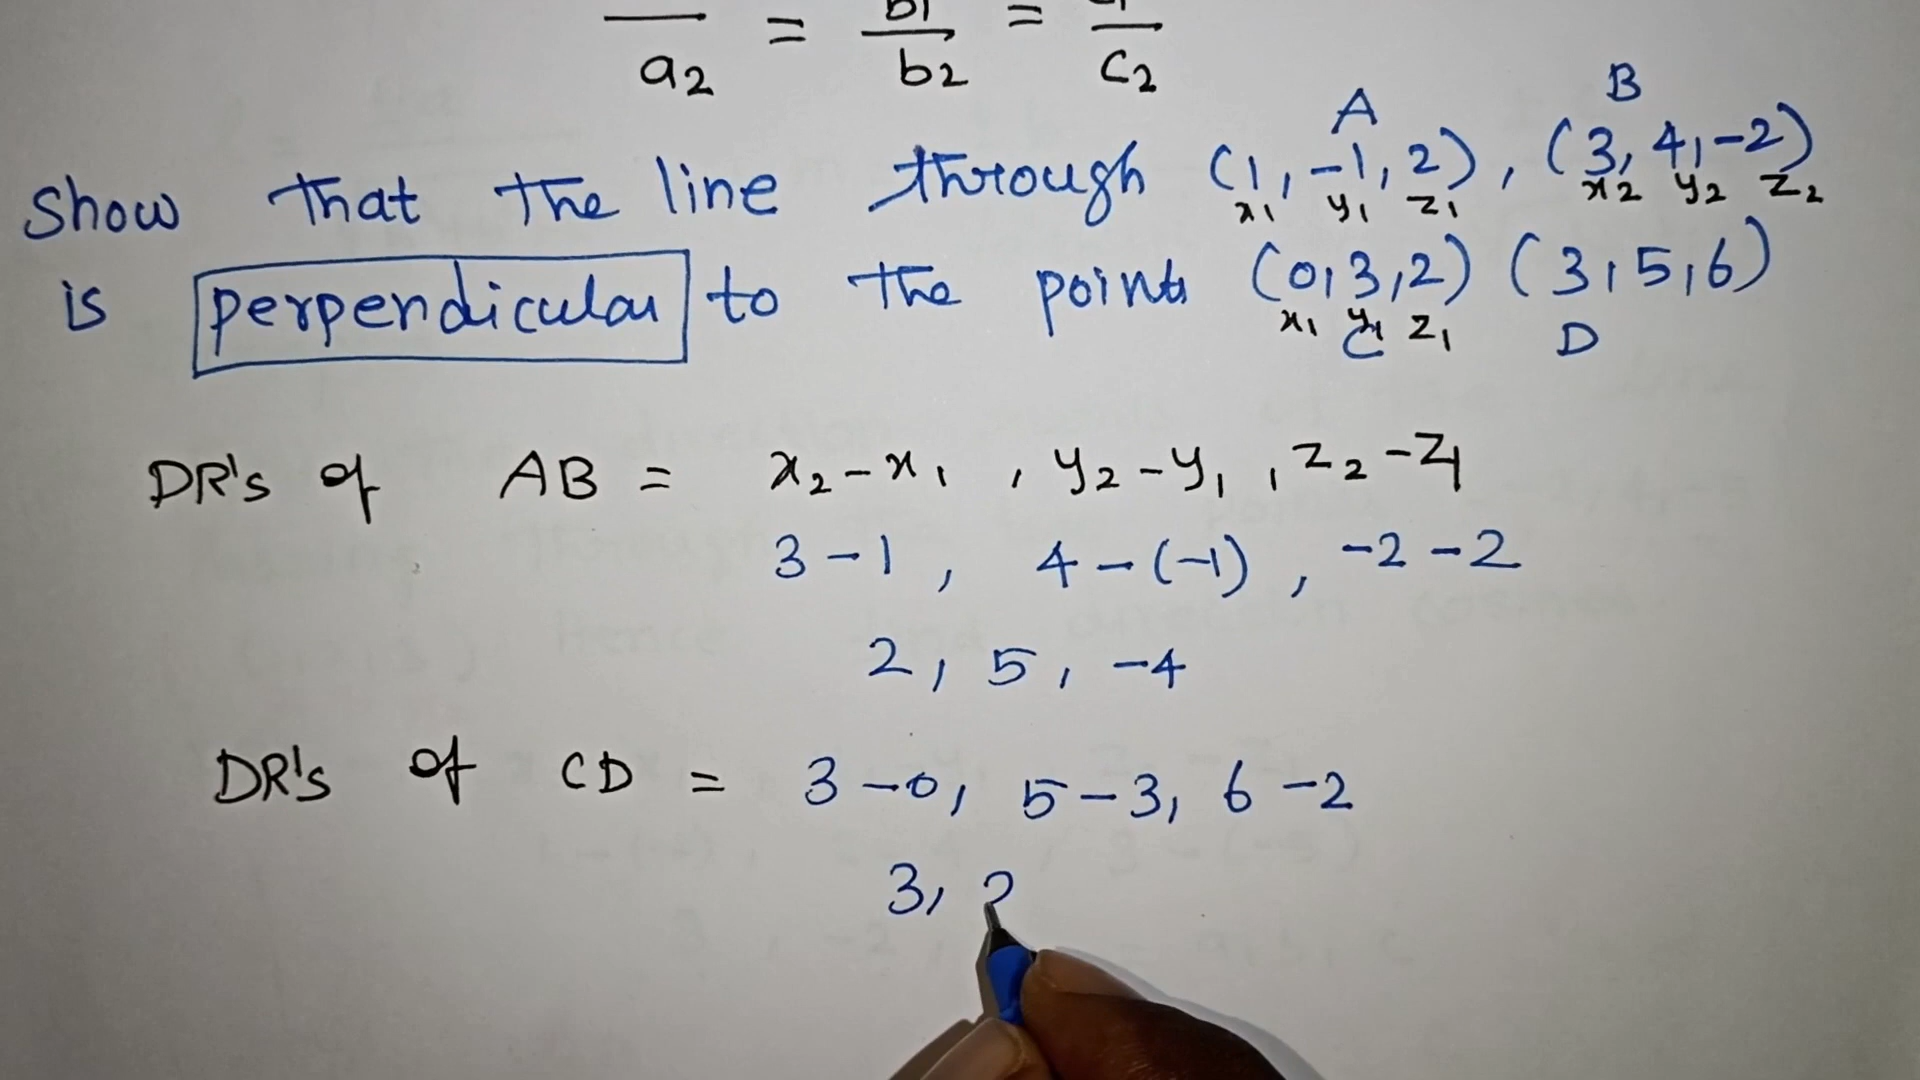 = =
a2 b2 c2
A B
Show that the line through (1, -1, 2), (3, 4, -2)
x1 y1 z1 x2 y2 z2
is perpendicular to the points (0, 3, 2) (3, 5, 6)
x1 y1 z1
C D
DR's of AB = x2 - x1 , y2 - y1 , z2 - z1
3 - 1 , 4 - (-1) , -2 - 2
2 , 5 , -4
DR's of CD = 3 - 0, 5 - 3, 6 - 2
3, 2